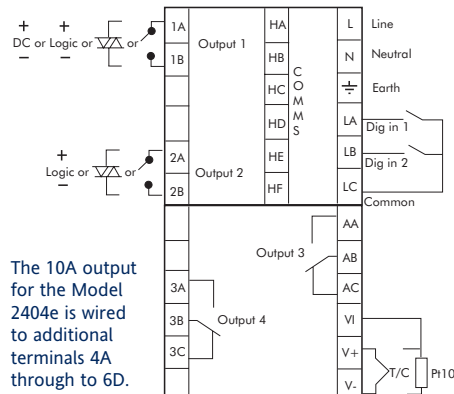 + +
DC or Logic or or
− −
1A
1B
Output 1
HA
HB
HC
HD
HE
HF
COMMS
L Line
N Neutral
Earth
LA
Dig in 1
LB
Dig in 2
LC
Common
+
Logic or or
−
2A
2B
Output 2
AA
Output 3
AB
AC
The 10A output
for the Model
2404e is wired
to additional
terminals 4A
through to 6D.
3A
3B
3C
Output 4
VI
V+
V-
T/C
Pt10